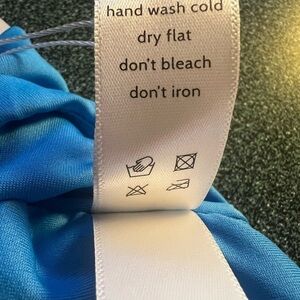 hand wash cold
dry flat
don't bleach
don't iron